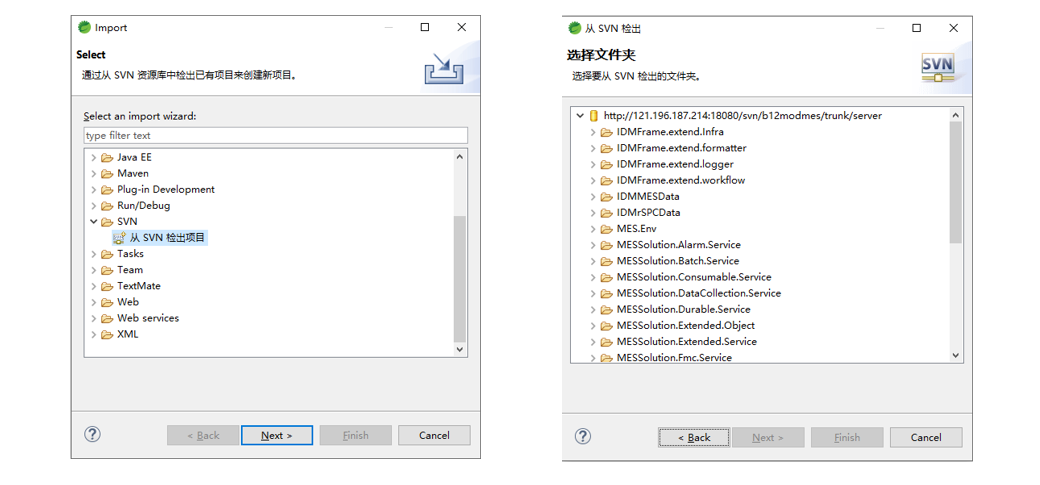 Import
Select
通过从 SVN 资源库中检出已有项目来创建新项目。
Select an import wizard:
type filter text
Java EE
Maven
Plug-in Development
Run/Debug
SVN
从 SVN 检出项目
Tasks
Team
TextMate
Web
Web services
XML
< Back
Next >
Finish
Cancel
从 SVN 检出
选择文件夹
选择要从 SVN 检出的文件夹。
SVN
http://121.196.187.214:18080/svn/b12modmes/trunk/server
IDMFrame.extend.Infra
IDMFrame.extend.formatter
IDMFrame.extend.logger
IDMFrame.extend.workflow
IDMMESData
IDMrSPCData
MES.Env
MESSolution.Alarm.Service
MESSolution.Batch.Service
MESSolution.Consumable.Service
MESSolution.DataCollection.Service
MESSolution.Durable.Service
MESSolution.Extended.Object
MESSolution.Extended.Service
MESSolution.Fmc.Service
< Back
Next >
Finish
Cancel